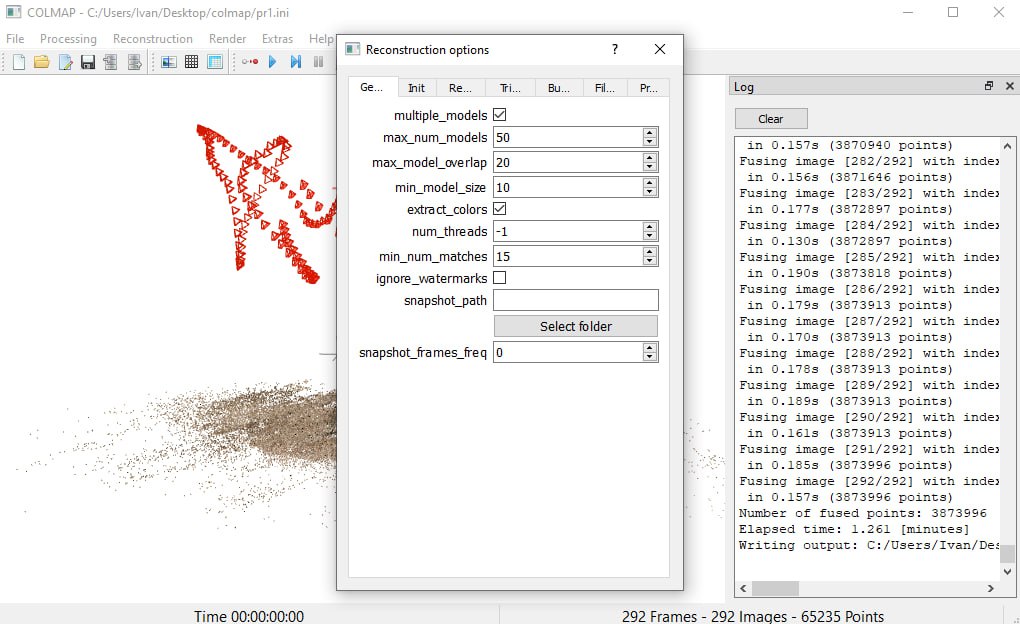 COLMAP - C:/Users/Ivan/Desktop/colmap/pr1.ini
File Processing Reconstruction Render Extras Help
Reconstruction options ?
Ge... Init Re... Tri... Bu... Fil... Pr...
multiple_models
max_num_models 50
max_model_overlap 20
min_model_size 10
extract_colors
num_threads -1
min_num_matches 15
ignore_watermarks
snapshot_path
Select folder
snapshot_frames_freq 0
Log
Clear
in 0.157s (3870940 points)
Fusing image [282/292] with index
in 0.156s (3871646 points)
Fusing image [283/292] with index
in 0.177s (3872897 points)
Fusing image [284/292] with index
in 0.130s (3872897 points)
Fusing image [285/292] with index
in 0.190s (3873818 points)
Fusing image [286/292] with index
in 0.179s (3873913 points)
Fusing image [287/292] with index
in 0.170s (3873913 points)
Fusing image [288/292] with index
in 0.178s (3873913 points)
Fusing image [289/292] with index
in 0.189s (3873913 points)
Fusing image [290/292] with index
in 0.161s (3873913 points)
Fusing image [291/292] with index
in 0.185s (3873996 points)
Fusing image [292/292] with index
in 0.157s (3873996 points)
Number of fused points: 3873996
Elapsed time: 1.261 [minutes]
Writing output: C:/Users/Ivan/Des
Time 00:00:00:00
292 Frames - 292 Images - 65235 Points